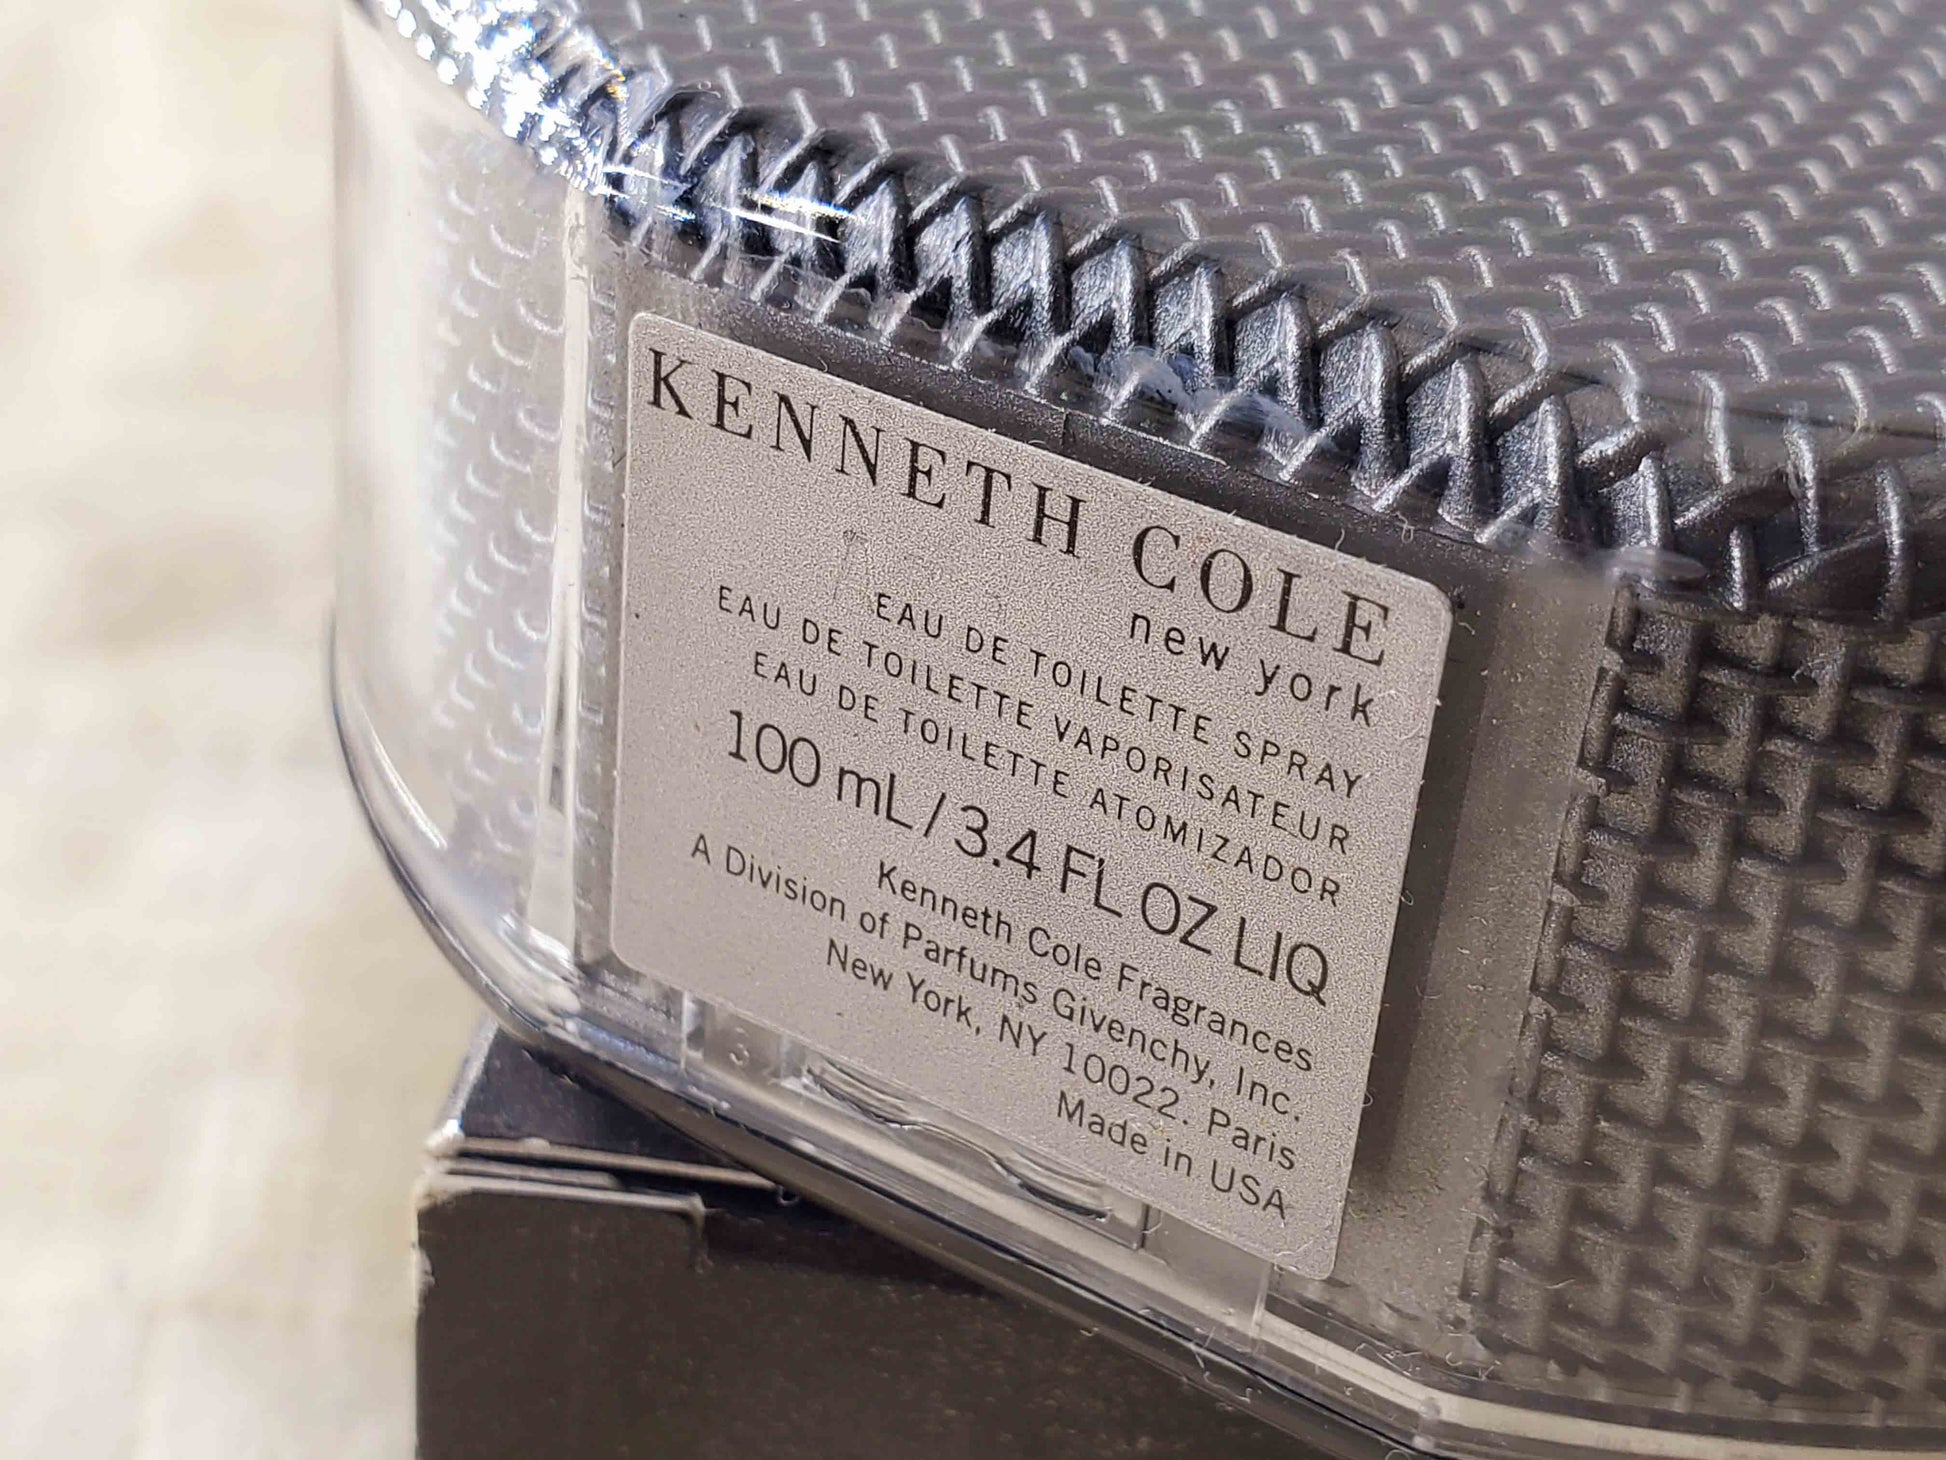 KENNETH COLE
new york
EAU DE TOILETTE SPRAY
EAU DE TOILETTE VAPORISATEUR
EAU DE TOILETTE ATOMIZADOR
100 mL / 3.4 FL OZ LIQ
Kenneth Cole Fragrances
A Division of Parfums Givenchy, Inc.
New York, NY 10022. Paris
Made in USA
3